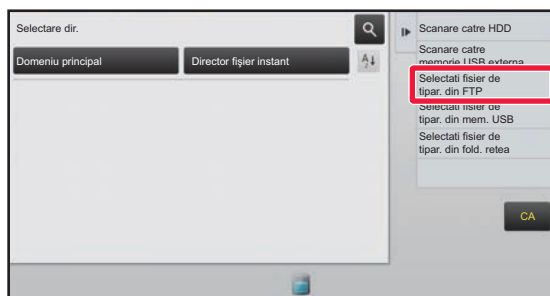 Selectare dir.
Domeniu principal
Director fișier instant
A
Z
Scanare catre HDD
Scanare catre
memorie USB externa
Selectati fisier de
tipar. din FTP
Selectati fisier de
tipar. din mem. USB
Selectati fisier de
tipar. din fold. retea
CA